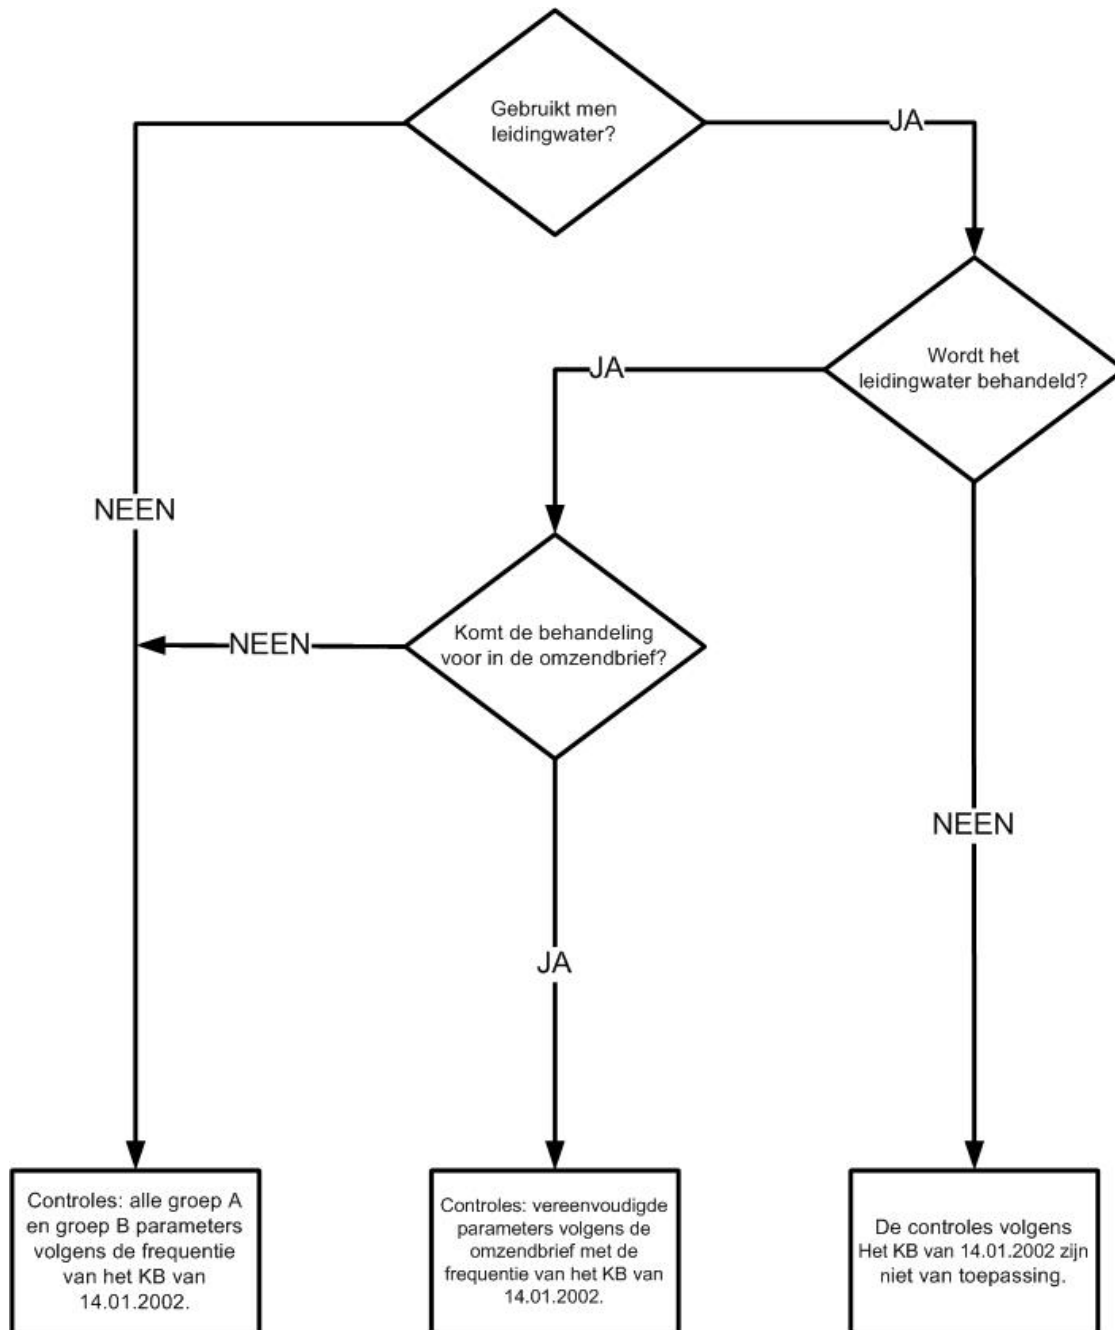 Gebruikt men
leidingwater?
JA
Wordt het
leidingwater behandeld?
JA
NEEN
Komt de behandeling
voor in de omzendbrief?
NEEN
NEEN
JA
Controles: alle groep A
en groep B parameters
volgens de frequentie
van het KB van
14.01.2002.
Controles: vereenvoudigde
parameters volgens de
omzendbrief met de
frequentie van het KB van
14.01.2002.
De controles volgens
Het KB van 14.01.2002 zijn
niet van toepassing.